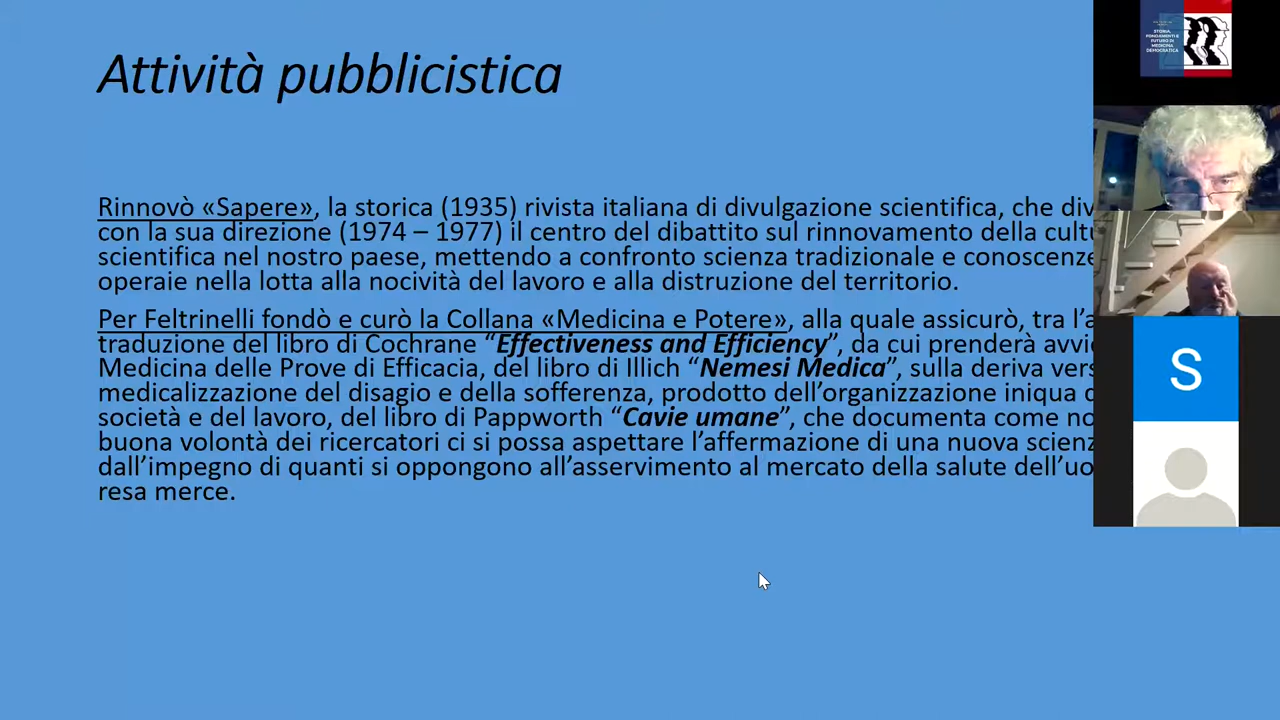 Attività pubblicistica
Rinnovò «Sapere», la storica (1935) rivista italiana di divulgazione scientifica, che div
con la sua direzione (1974 – 1977) il centro del dibattito sul rinnovamento della cultu
scientifica nel nostro paese, mettendo a confronto scienza tradizionale e conoscenze
operaie nella lotta alla nocività del lavoro e alla distruzione del territorio.
Per Feltrinelli fondò e curò la Collana «Medicina e Potere», alla quale assicurò, tra l’a
traduzione del libro di Cochrane “Effectiveness and Efficiency”, da cui prenderà avvi
Medicina delle Prove di Efficacia, del libro di Illich “Nemesi Medica”, sulla deriva vers
medicalizzazione del disagio e della sofferenza, prodotto dell’organizzazione iniqua d
società e del lavoro, del libro di Pappworth “Cavie umane”, che documenta come no
buona volontà dei ricercatori ci si possa aspettare l’affermazione di una nuova scienz
dall’impegno di quanti si oppongono all’asservimento al mercato della salute dell’uo
resa merce.
STORIA,
FONDAMENTI E
FUTURO DI
MEDICINA
DEMOCRATICA
S